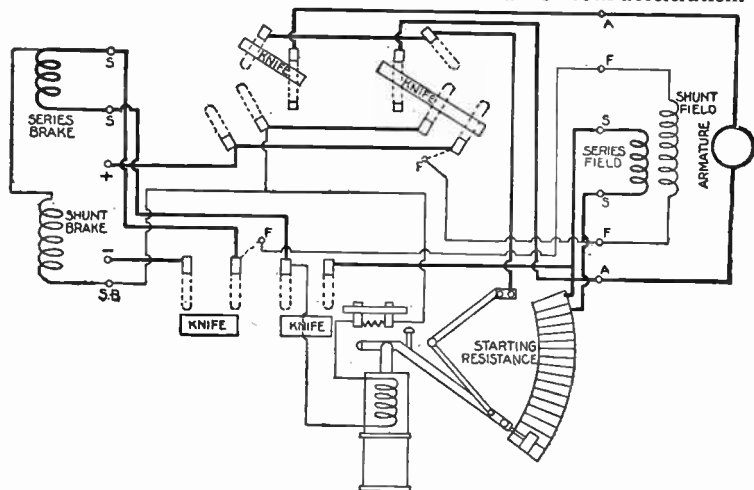 S
SERIES
BRAKE
S
+
SHUNT
BRAKE
−
S.B
KNIFE
KNIFE
KNIFE
KNIFE
F
F
STARTING
RESISTANCE
A
F
SHUNT
FIELD
S
SERIES
FIELD
S
F
A
ARMATURE